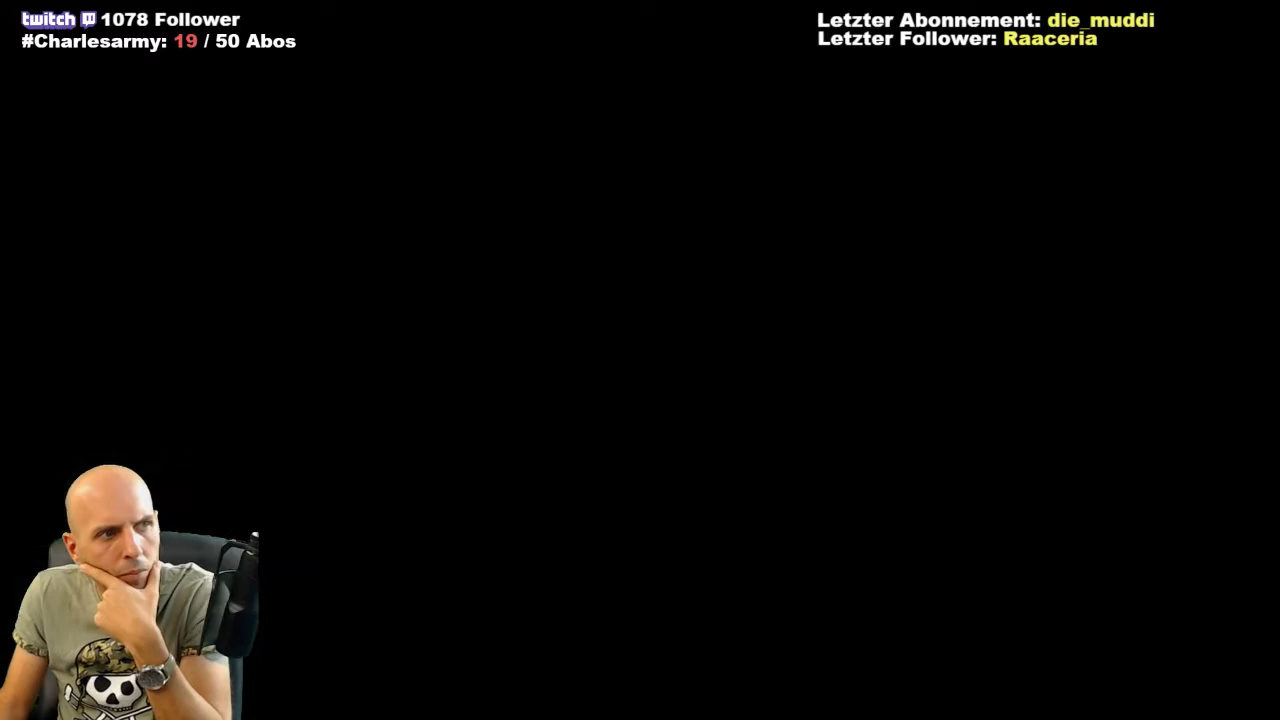 twitch 1078 Follower
#Charlesarmy: 19 / 50 Abos
Letzter Abonnement: die_muddi
Letzter Follower: Raaceria